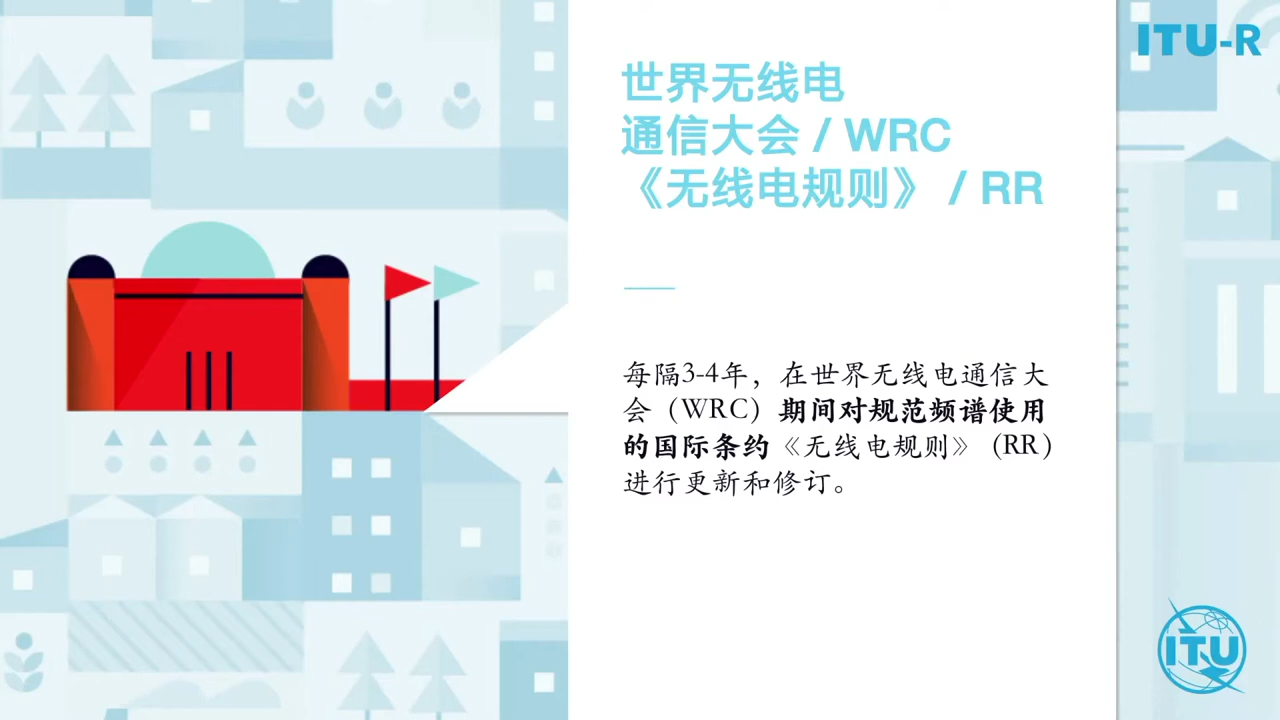 ITU-R
世界无线电
通信大会 / WRC
《无线电规则》 / RR
每隔3-4年，在世界无线电通信大
会（WRC）期间对规范频谱使用
的国际条约《无线电规则》（RR）
进行更新和修订。
ITU